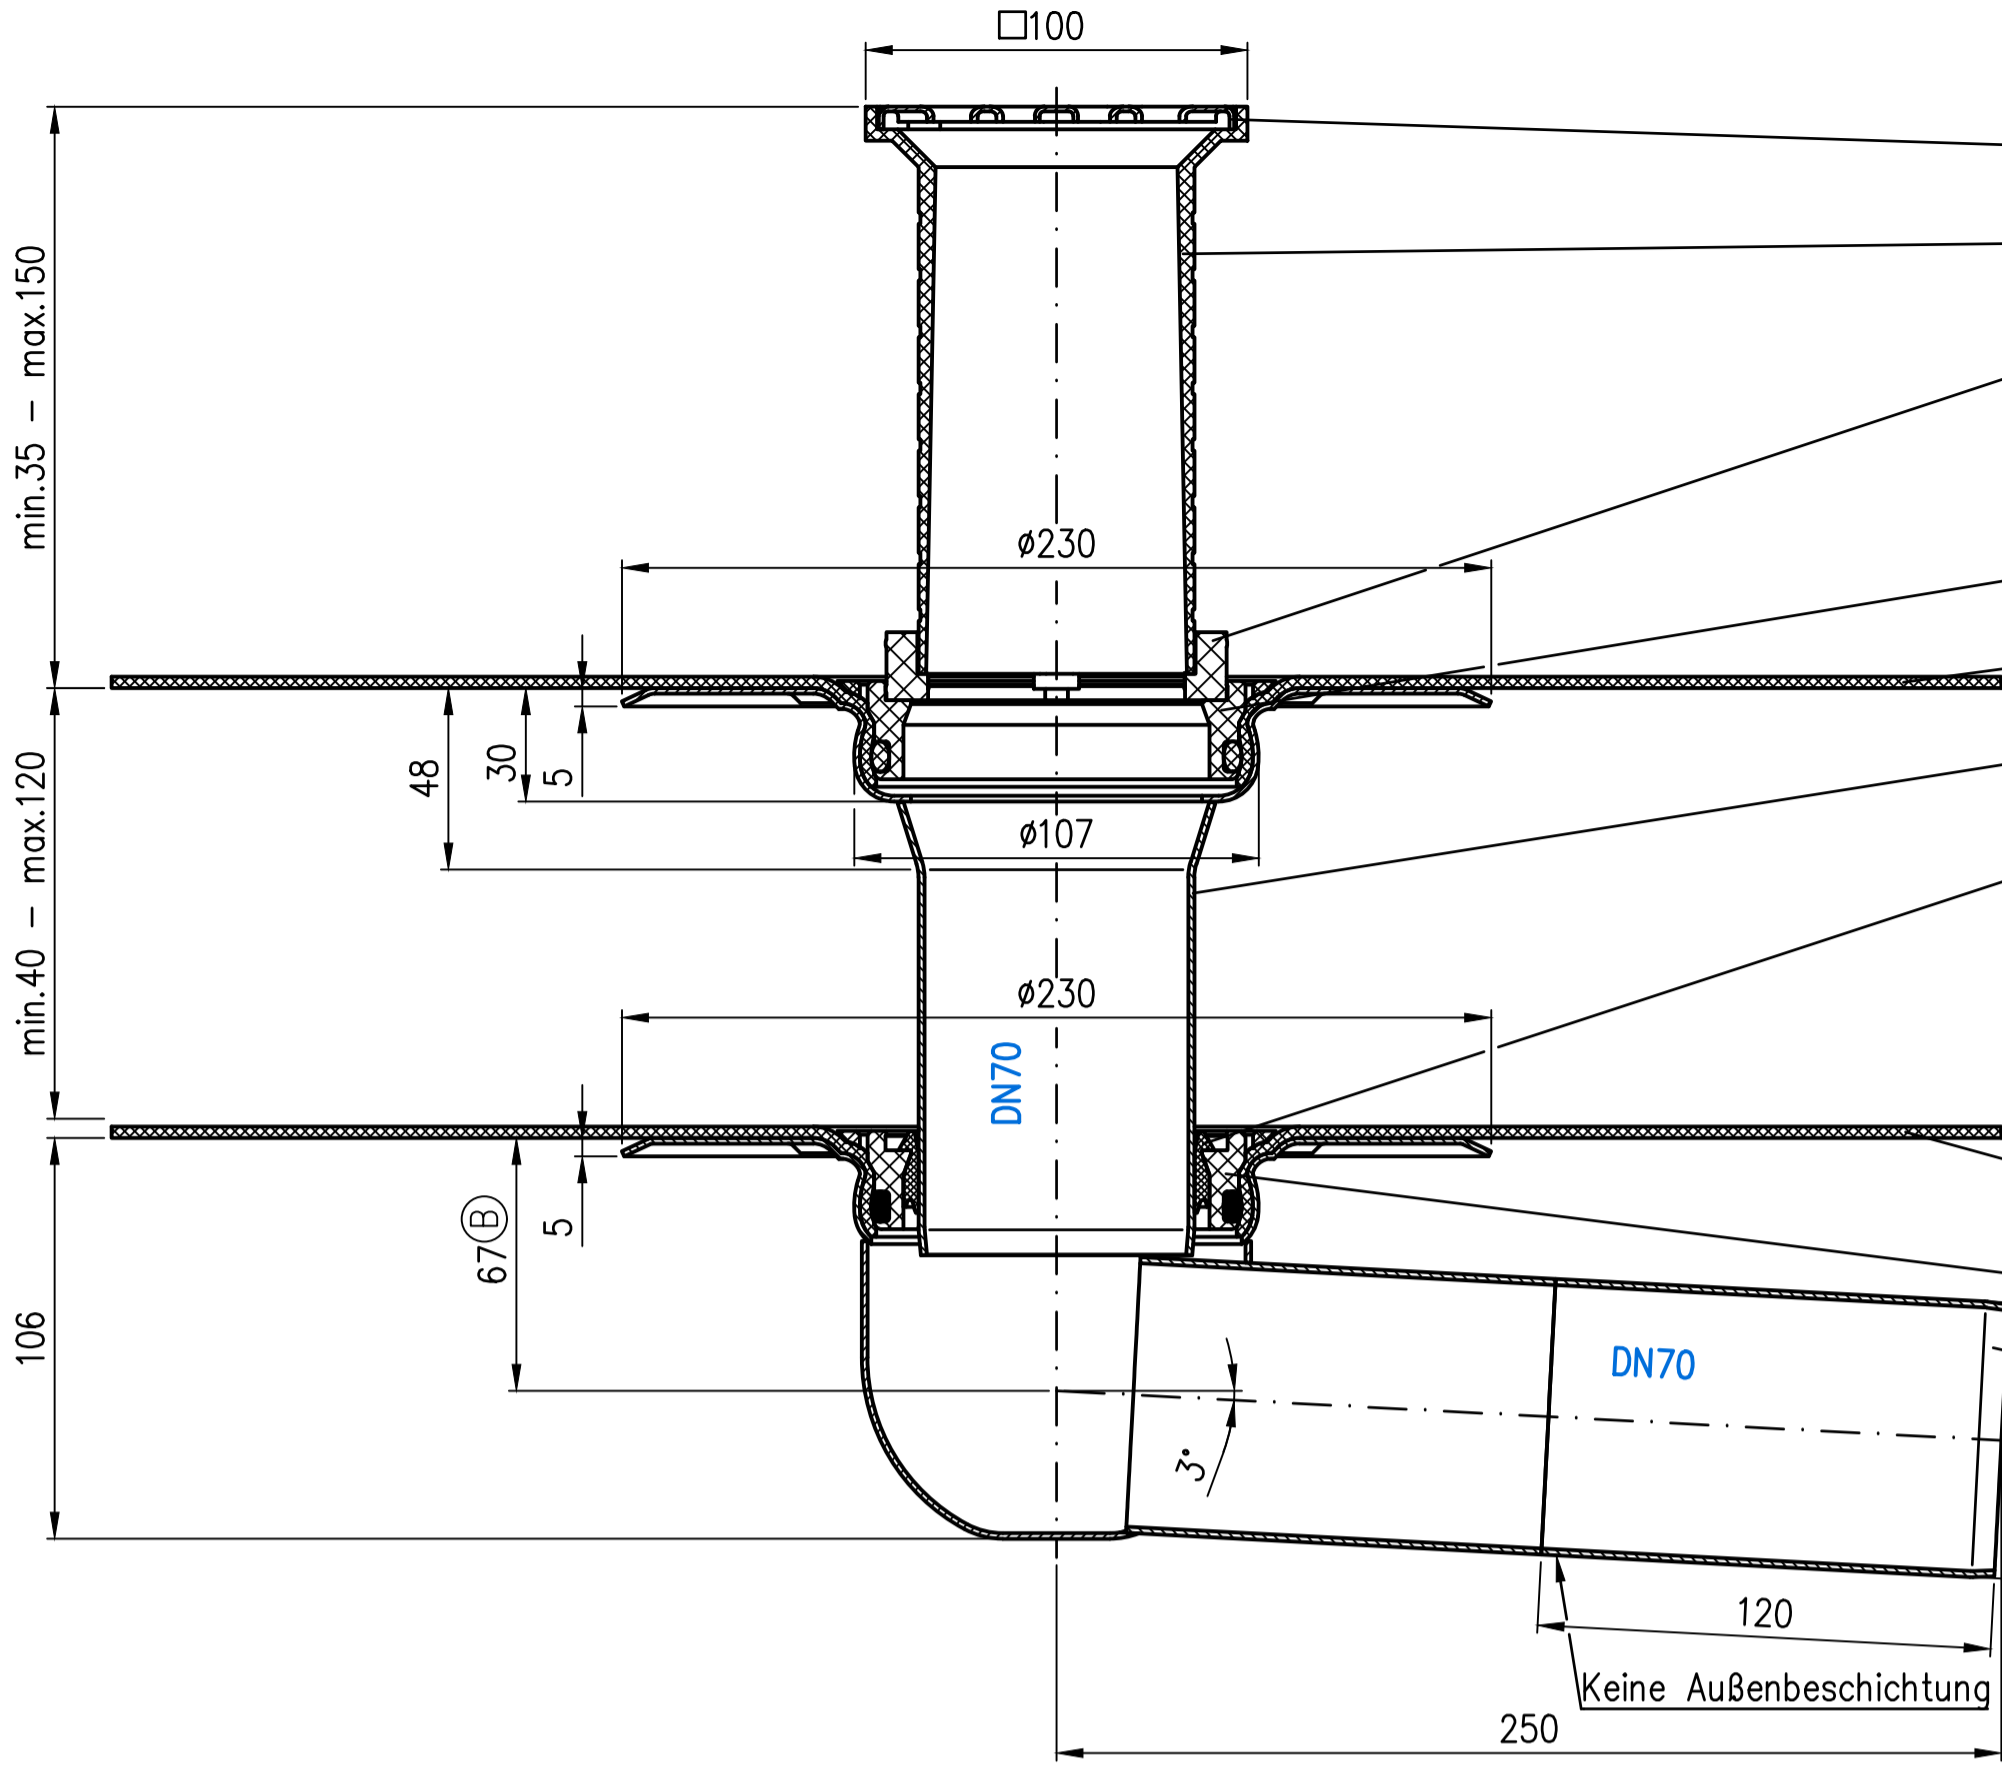 □100
min.35 – max.150
ø230
48
30
5
ø107
min.40 – max.120
ø230
DN70
67 B
5
106
DN70
3°
120
Keine Außenbeschichtung
250